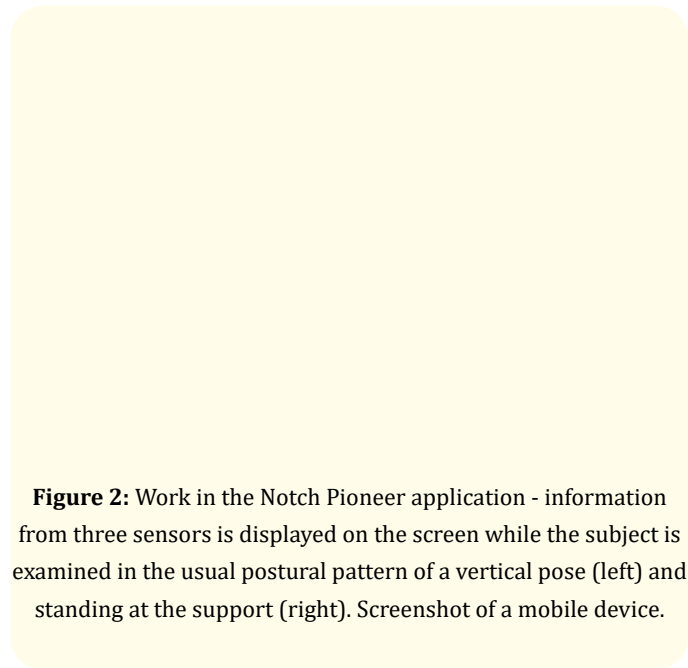 Figure 2: Work in the Notch Pioneer application - information
from three sensors is displayed on the screen while the subject is
examined in the usual postural pattern of a vertical pose (left) and
standing at the support (right). Screenshot of a mobile device.